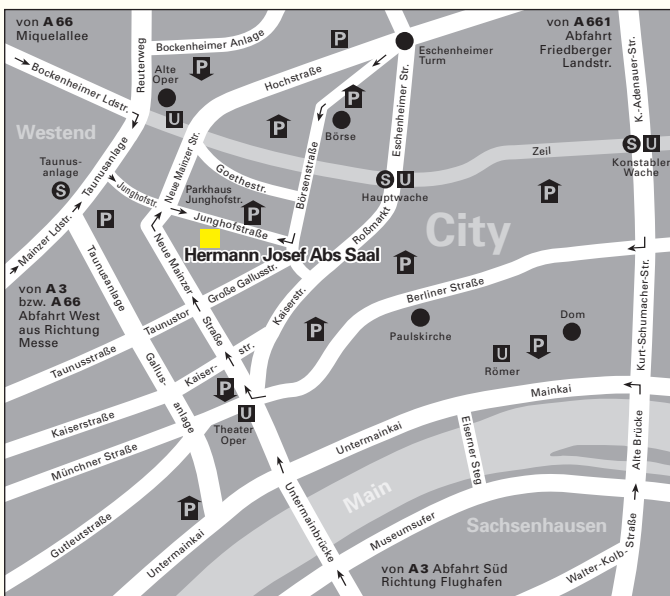 von A 66
Miquelallee
von A 661
Abfahrt
Friedberger
Landstr.
Bockenheimer Anlage
P
P
Eschenheimer
Turm
Reuterweg
Bockenheimer Ldstr.
Alte
Oper
U
Hochstraße
P
P
Börse
Eschenheimer Str.
K.-Adenauer-Str.
Westend
Taunus-
anlage
S
Taunusanlage
Neue Mainzer Str.
Goethestr.
Börsenstraße
Zeil
S U
Konstabler
Wache
S U
Hauptwache
Junghofstr.
Parkhaus
Junghofstr.
P
P
P
Junghofstraße
Roßmarkt
City
Mainzer Ldstr.
Hermann Josef Abs Saal
P
von A 3
bzw. A 66
Abfahrt West
aus Richtung
Messe
Taunusanlage
Neue Mainzer
Straße
Große Gallusstr.
Taunustor
Taunusstraße
Kaiserstr.
Berliner Straße
Kurt-Schumacher-Str.
P
Paulskirche
Dom
U
Römer
P
Gallus-
anlage
Kaiser-
str.
Kaiserstraße
P
U
Theater
Oper
Münchner Straße
Mainkai
Untermainkai
Eiserner Steg
Alte Brücke
P
Gutleutstraße
Untermainkai
Untermainbrücke
Main
Museumsufer
Sachsenhausen
Walter-Kolb-
Straße
von A 3 Abfahrt Süd
Richtung Flughafen